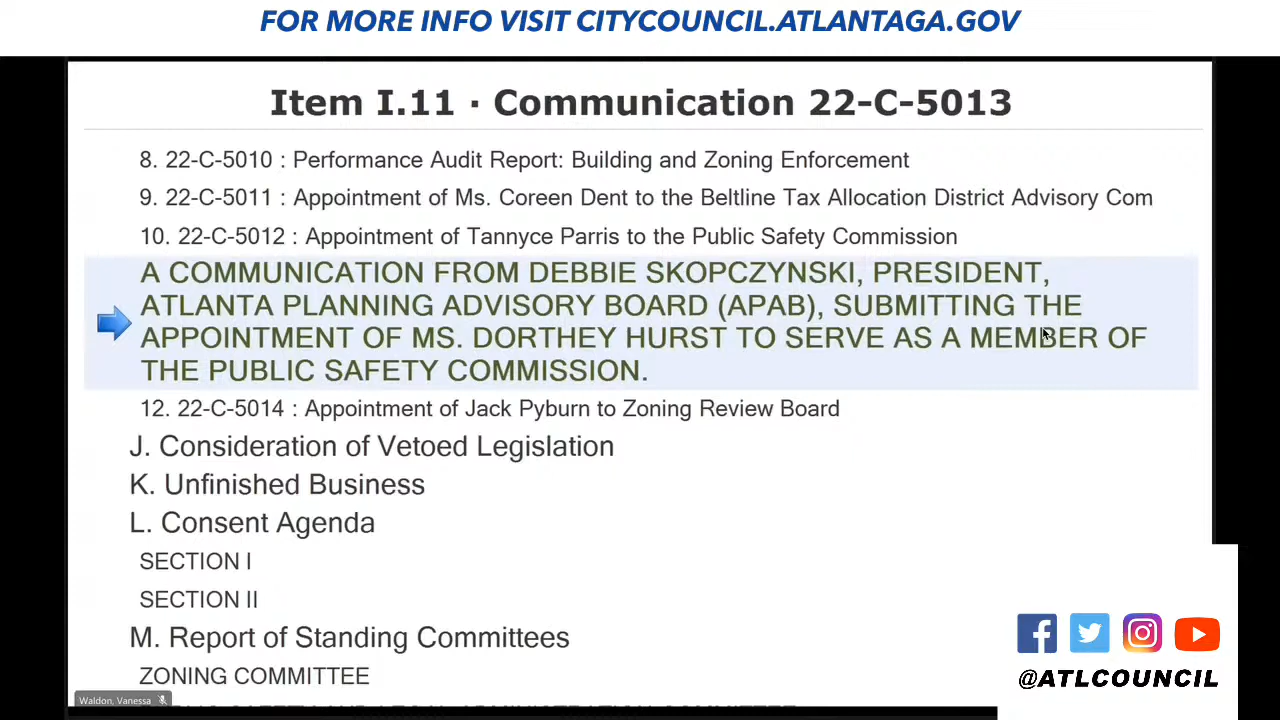 FOR MORE INFO VISIT CITYCOUNCIL.ATLANTAGA.GOV
Item I.11 · Communication 22-C-5013
8. 22-C-5010 : Performance Audit Report: Building and Zoning Enforcement
9. 22-C-5011 : Appointment of Ms. Coreen Dent to the Beltline Tax Allocation District Advisory Com
10. 22-C-5012 : Appointment of Tannyce Parris to the Public Safety Commission
A COMMUNICATION FROM DEBBIE SKOPCZYNSKI, PRESIDENT,
ATLANTA PLANNING ADVISORY BOARD (APAB), SUBMITTING THE
APPOINTMENT OF MS. DORTHEY HURST TO SERVE AS A MEMBER OF
THE PUBLIC SAFETY COMMISSION.
12. 22-C-5014 : Appointment of Jack Pyburn to Zoning Review Board
J. Consideration of Vetoed Legislation
K. Unfinished Business
L. Consent Agenda
SECTION I
SECTION II
M. Report of Standing Committees
ZONING COMMITTEE
Waldon, Vanessa
@ATLCOUNCIL